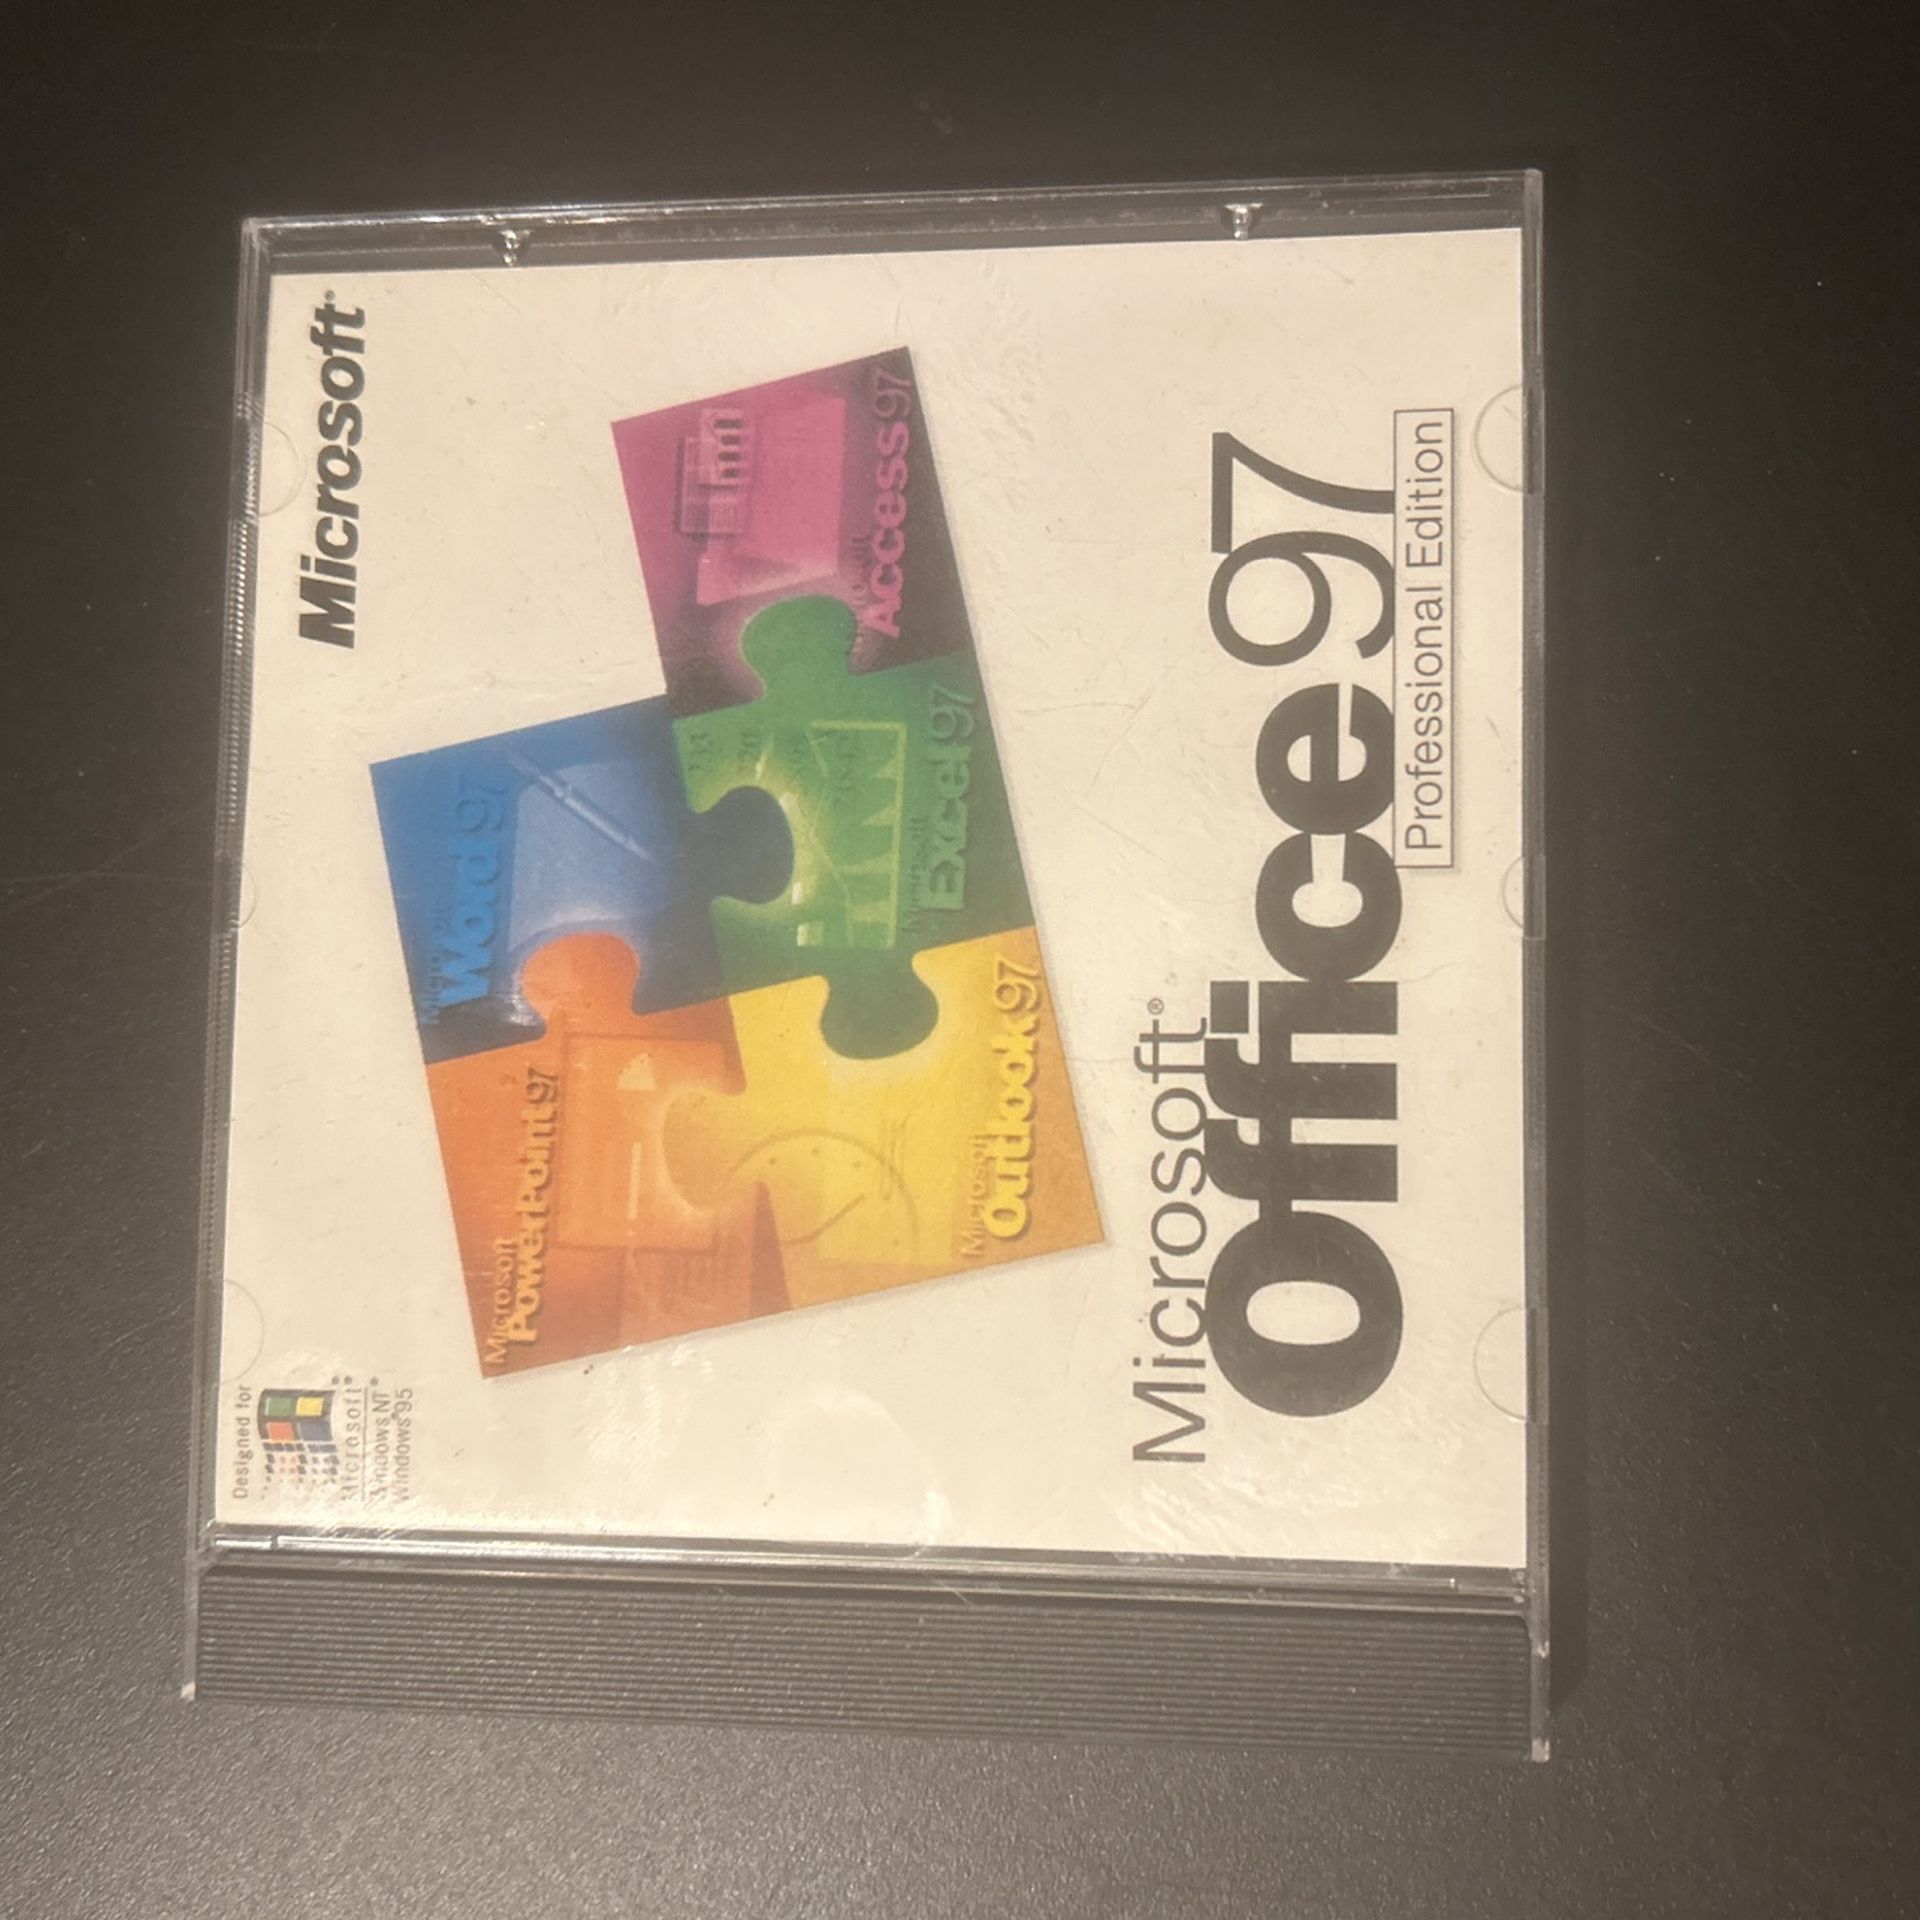 Designed for
Microsoft®
Windows NT®
Windows®95
Microsoft®
Microsoft
Word 97
Microsoft
PowerPoint 97
Microsoft
Access 97
Microsoft
Excel 97
Microsoft
Outlook 97
Microsoft®
Office 97
Professional Edition